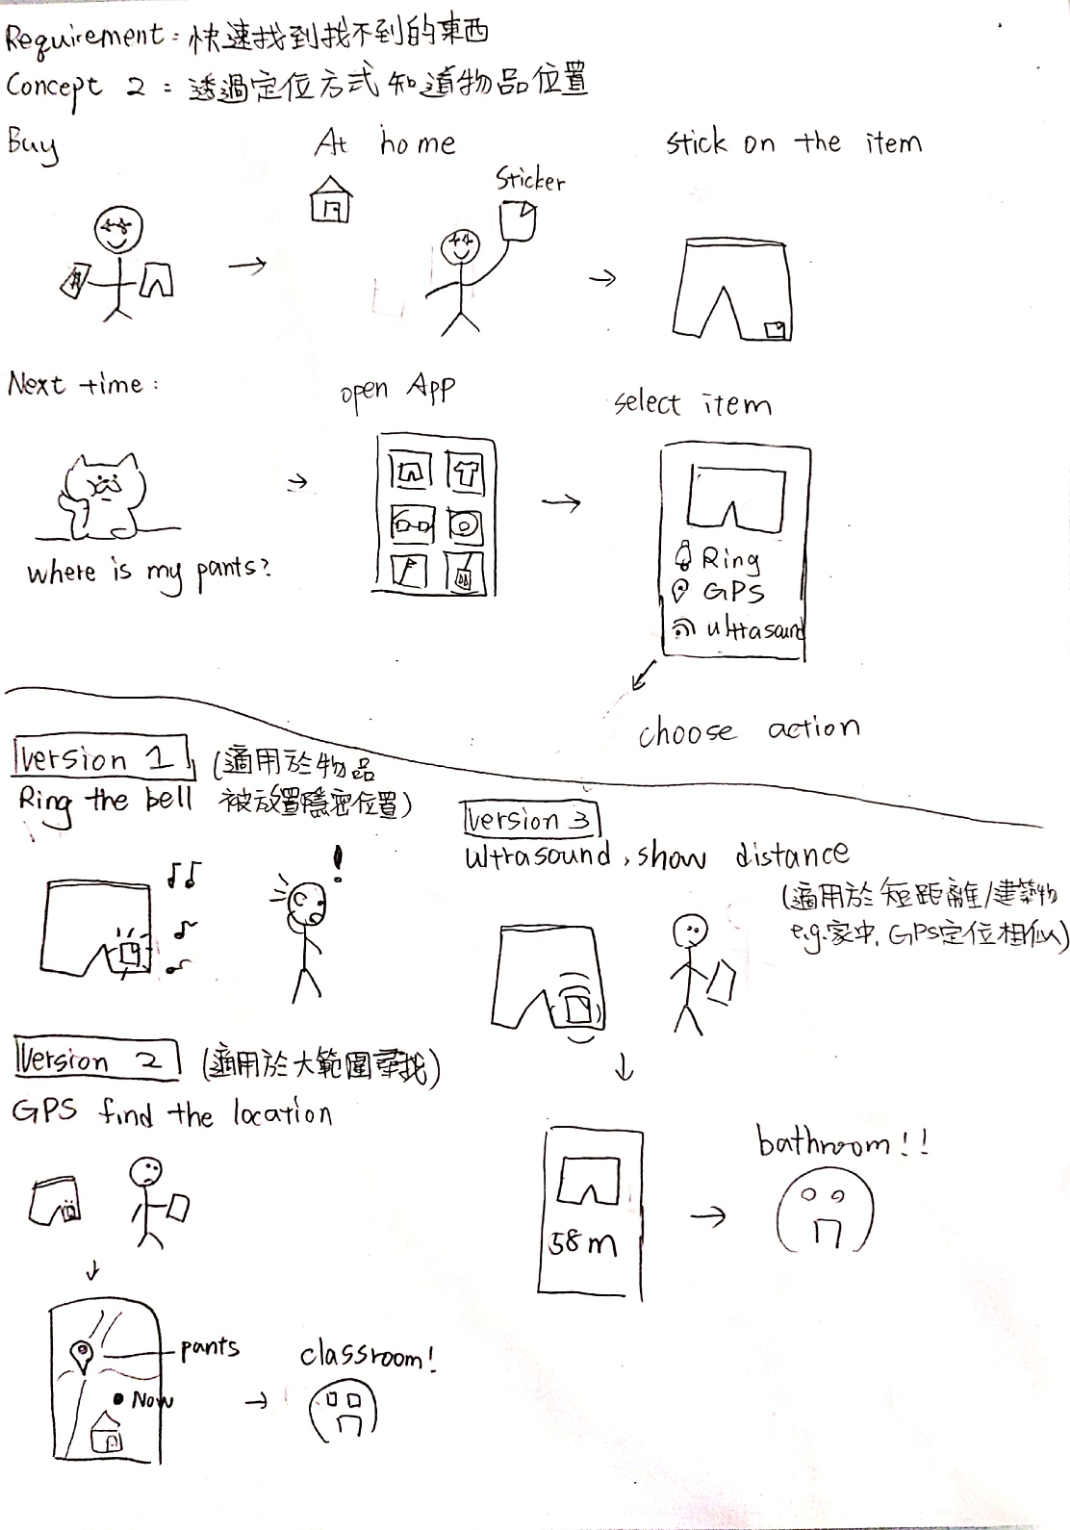 Requirement：快速找到找不到的東西
Concept 2：透過定位方式知道物品位置
Buy
At home
Sticker
stick on the item
Next time：
where is my pants?
open App
select item
Ring
GPS
ultrasound
choose action
Version 1
(適用於物品
被放置隱密位置)
Ring the bell
!
Version 2
(適用於大範圍尋找)
GPS find the location
pants
Now
classroom!
Version 3
ultrasound, show distance
(適用於短距離/建築物
e.g.家中, GPS定位相似)
58m
bathroom!!